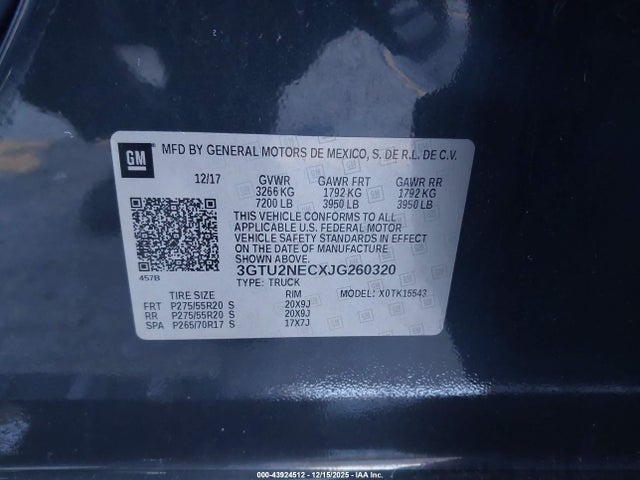 GM
MFD BY GENERAL MOTORS DE MEXICO, S. DE R.L. DE C.V.
12/17 GVWR GAWR FRT GAWR RR
3266 KG 1792 KG 1792 KG
7200 LB 3950 LB 3950 LB
THIS VEHICLE CONFORMS TO ALL
APPLICABLE U.S. FEDERAL MOTOR
VEHICLE SAFETY STANDARDS IN EFFECT
ON THE DATE OF MANUFACTURE
SHOWN ABOVE.
457B
3GTU2NECXJG260320
TYPE: TRUCK
TIRE SIZE RIM MODEL: X0TK15543
FRT P275/55R20 S 20X9J
RR P275/55R20 S 20X9J
SPA P265/70R17 S 17X7J
000-43924512 - 12/15/2025 - IAA Inc.